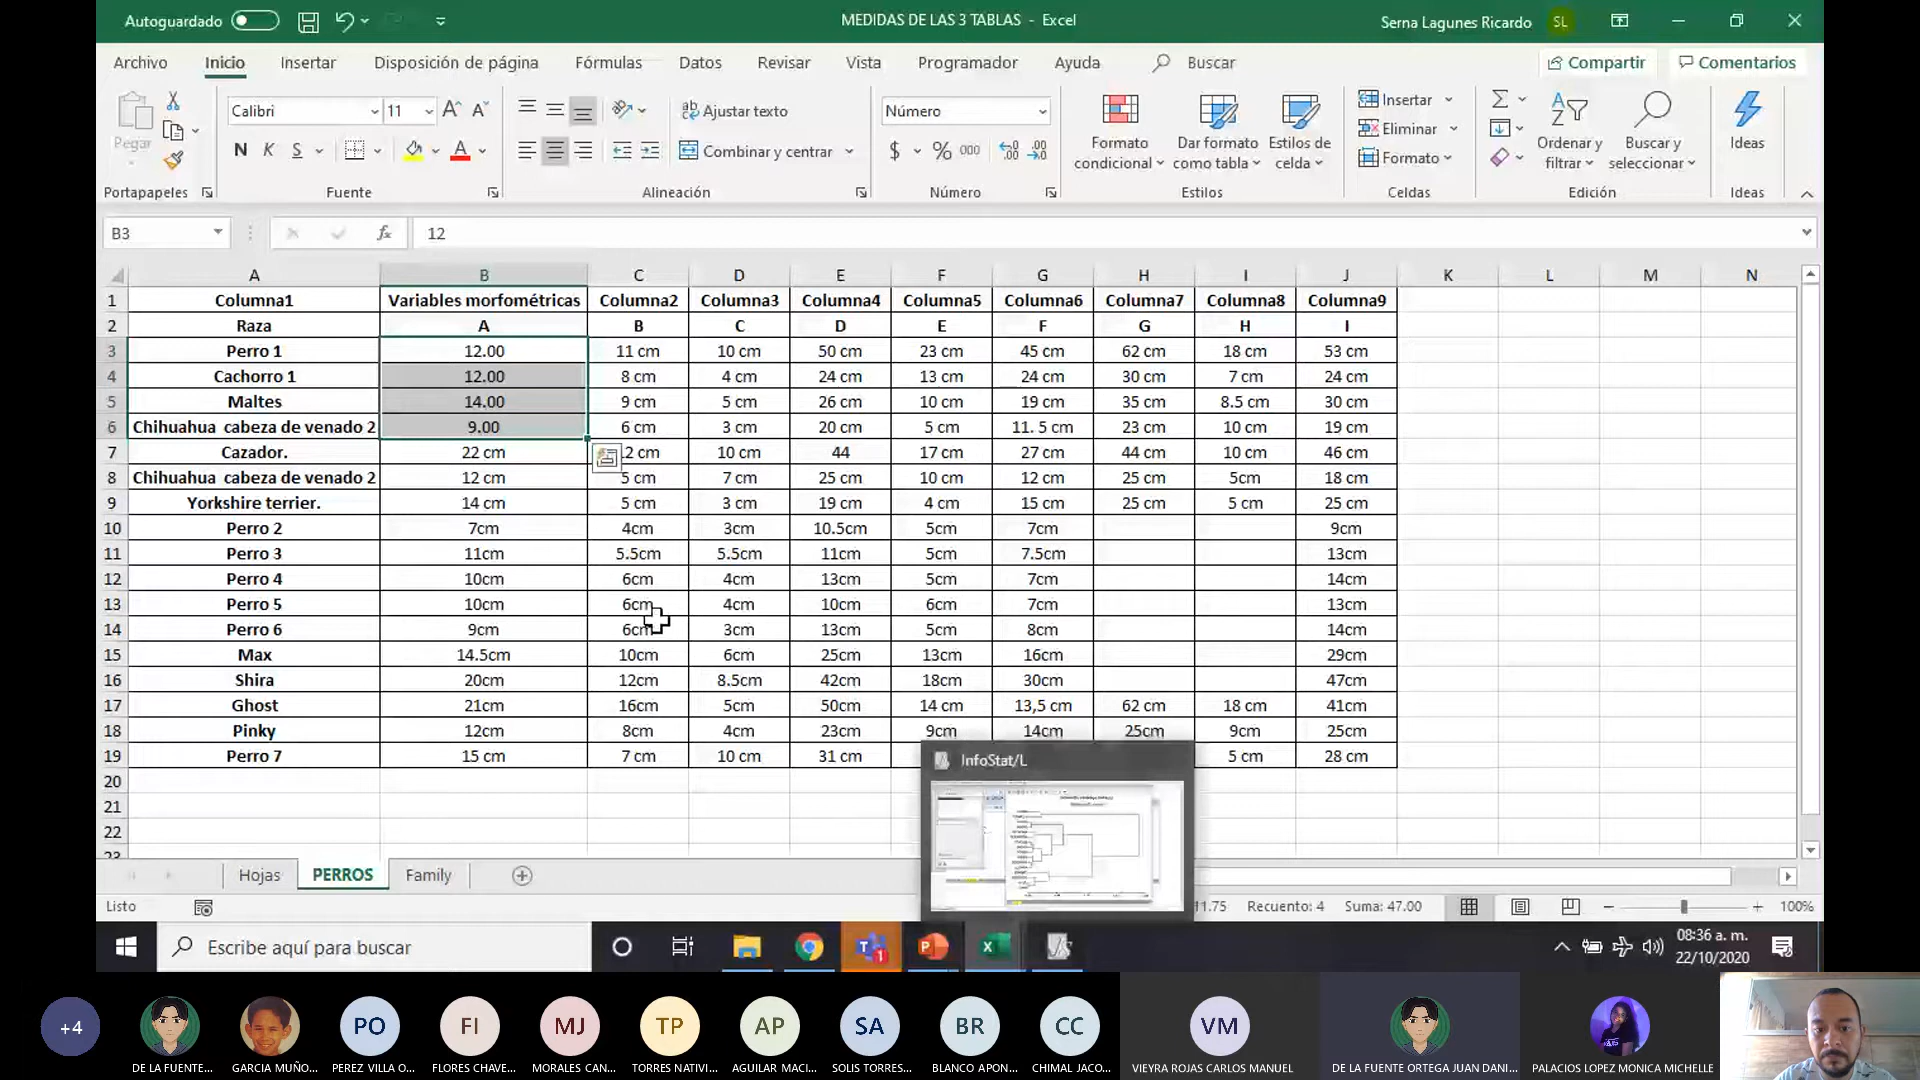 Autoguardado
MEDIDAS DE LAS 3 TABLAS - Excel
Serna Lagunes Ricardo SL
Archivo Inicio Insertar Disposición de página Fórmulas Datos Revisar Vista Programador Ayuda Buscar Compartir Comentarios
Pegar
Calibri 11
N K S
Ajustar texto
Combinar y centrar
Número
$ % 000
Formato condicional
Dar formato como tabla
Estilos de celda
Insertar
Eliminar
Formato
Ordenar y filtrar
Buscar y seleccionar
Ideas
Portapapeles Fuente Alineación Número Estilos Celdas Edición Ideas
B3 fx 12
A B C D E F G H I J K L M N
1 Columna1 Variables morfométricas Columna2 Columna3 Columna4 Columna5 Columna6 Columna7 Columna8 Columna9
2 Raza A B C D E F G H I
3 Perro 1 12.00 11 cm 10 cm 50 cm 23 cm 45 cm 62 cm 18 cm 53 cm
4 Cachorro 1 12.00 8 cm 4 cm 24 cm 13 cm 24 cm 30 cm 7 cm 24 cm
5 Maltes 14.00 9 cm 5 cm 26 cm 10 cm 19 cm 35 cm 8.5 cm 30 cm
6 Chihuahua cabeza de venado 2 9.00 6 cm 3 cm 20 cm 5 cm 11. 5 cm 23 cm 10 cm 19 cm
7 Cazador. 22 cm 2 cm 10 cm 44 17 cm 27 cm 44 cm 10 cm 46 cm
8 Chihuahua cabeza de venado 2 12 cm 5 cm 7 cm 25 cm 10 cm 12 cm 25 cm 5cm 18 cm
9 Yorkshire terrier. 14 cm 5 cm 3 cm 19 cm 4 cm 15 cm 25 cm 5 cm 25 cm
10 Perro 2 7cm 4cm 3cm 10.5cm 5cm 7cm 9cm
11 Perro 3 11cm 5.5cm 5.5cm 11cm 5cm 7.5cm 13cm
12 Perro 4 10cm 6cm 4cm 13cm 5cm 7cm 14cm
13 Perro 5 10cm 6cm 4cm 10cm 6cm 7cm 13cm
14 Perro 6 9cm 6cm 3cm 13cm 5cm 8cm 14cm
15 Max 14.5cm 10cm 6cm 25cm 13cm 16cm 29cm
16 Shira 20cm 12cm 8.5cm 42cm 18cm 30cm 47cm
17 Ghost 21cm 16cm 5cm 50cm 14 cm 13,5 cm 62 cm 18 cm 41cm
18 Pinky 12cm 8cm 4cm 23cm 9cm 14cm 25cm 9cm 25cm
19 Perro 7 15 cm 7 cm 10 cm 31 cm 5 cm 28 cm
20
21
22
23
InfoStat/L
Hojas PERROS Family
Listo 11.75 Recuento: 4 Suma: 47.00 100%
Escribe aquí para buscar
08:36 a. m.
22/10/2020
+4 PO FI MJ TP AP SA BR CC VM
DE LA FUENTE... GARCIA MUÑO... PEREZ VILLA O... FLORES CHAVE... MORALES CAN... TORRES NATIVI... AGUILAR MACI... SOLIS TORRES... BLANCO APON... CHIMAL JACO... VIEYRA ROJAS CARLOS MANUEL DE LA FUENTE ORTEGA JUAN DANI... PALACIOS LOPEZ MONICA MICHELLE